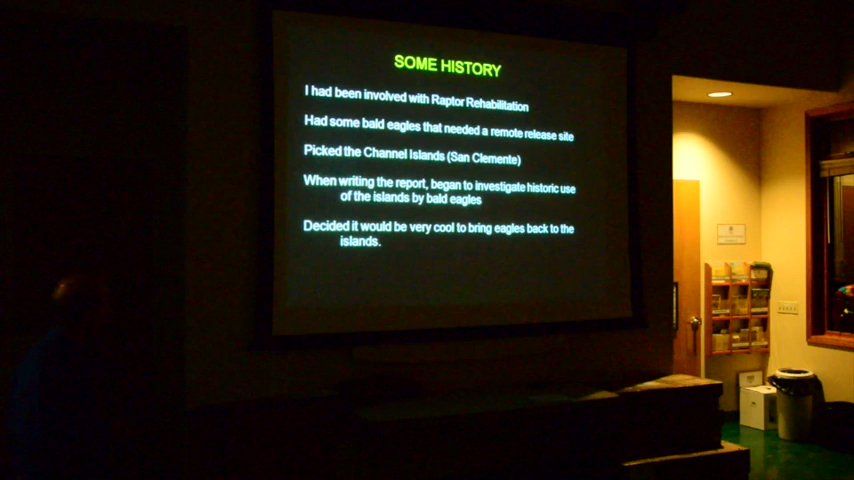 SOME HISTORY
I had been involved with Raptor Rehabilitation
Had some bald eagles that needed a remote release site
Picked the Channel Islands (San Clemente)
When writing the report, began to investigate historic use
of the islands by bald eagles
Decided it would be very cool to bring eagles back to the
islands.